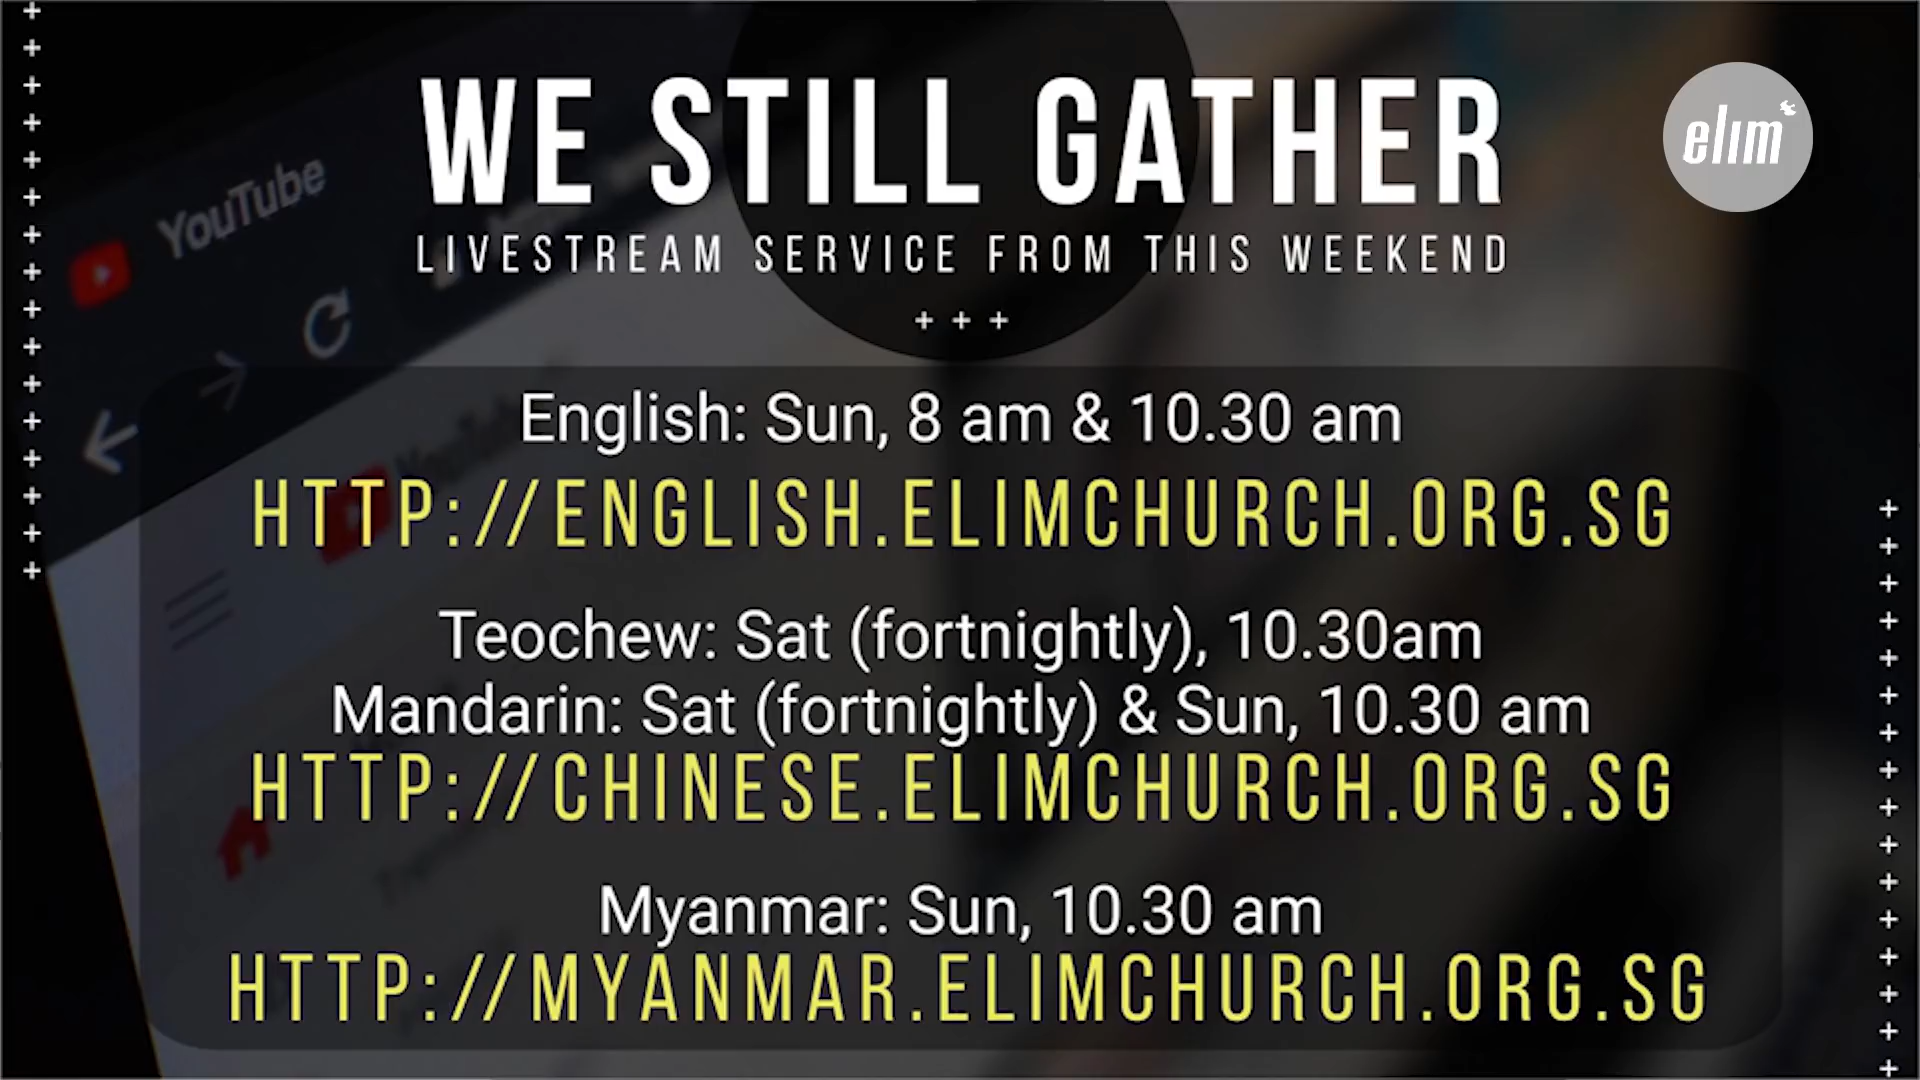 WE STILL GATHER
elim
LIVESTREAM SERVICE FROM THIS WEEKEND
+ + +
YouTube
English: Sun, 8 am & 10.30 am
HTTP://ENGLISH.ELIMCHURCH.ORG.SG
Teochew: Sat (fortnightly), 10.30am
Mandarin: Sat (fortnightly) & Sun, 10.30 am
HTTP://CHINESE.ELIMCHURCH.ORG.SG
Myanmar: Sun, 10.30 am
HTTP://MYANMAR.ELIMCHURCH.ORG.SG